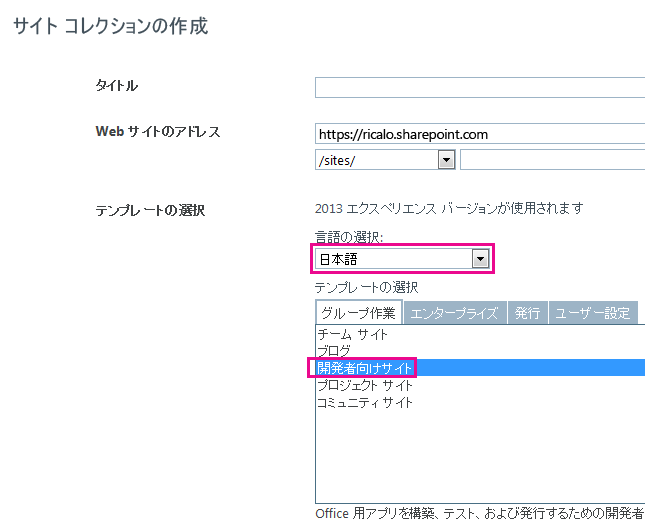 サイト コレクションの作成
タイトル
Web サイトのアドレス
https://ricalo.sharepoint.com
/sites/
テンプレートの選択
2013 エクスペリエンス バージョンが使用されます
言語の選択:
日本語
テンプレートの選択
グループ作業 エンタープライズ 発行 ユーザー設定
チーム サイト
ブログ
開発者向けサイト
プロジェクト サイト
コミュニティ サイト
Office 用アプリを構築、テスト、および発行するための開発者